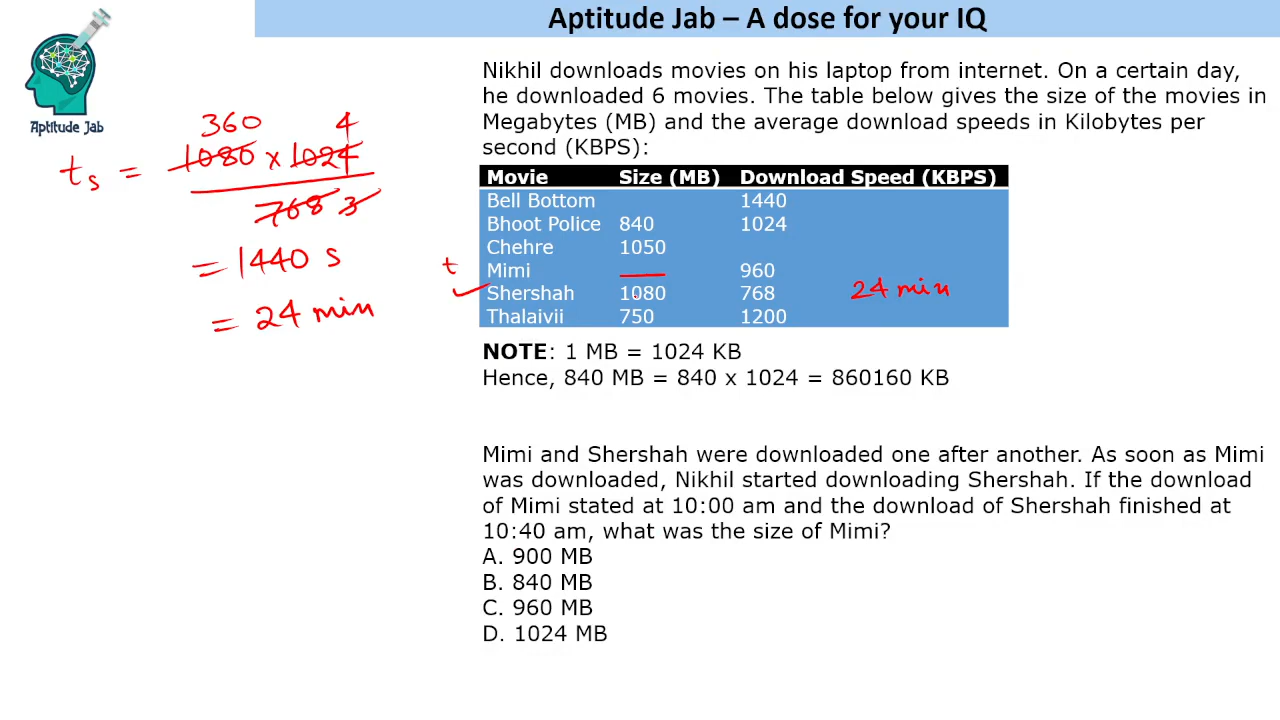 Aptitude Jab – A dose for your IQ
Aptitude Jab
Nikhil downloads movies on his laptop from internet. On a certain day,
he downloaded 6 movies. The table below gives the size of the movies in
Megabytes (MB) and the average download speeds in Kilobytes per
second (KBPS):
Movie Size (MB) Download Speed (KBPS)
Bell Bottom 1440
Bhoot Police 840 1024
Chehre 1050
t Mimi 960
Shershah 1080 768 24 min
Thalaivii 750 1200
NOTE: 1 MB = 1024 KB
Hence, 840 MB = 840 x 1024 = 860160 KB
Mimi and Shershah were downloaded one after another. As soon as Mimi
was downloaded, Nikhil started downloading Shershah. If the download
of Mimi stated at 10:00 am and the download of Shershah finished at
10:40 am, what was the size of Mimi?
A. 900 MB
B. 840 MB
C. 960 MB
D. 1024 MB
360 4
ts = 1080 x 1024
768 3
= 1440 s
= 24 min